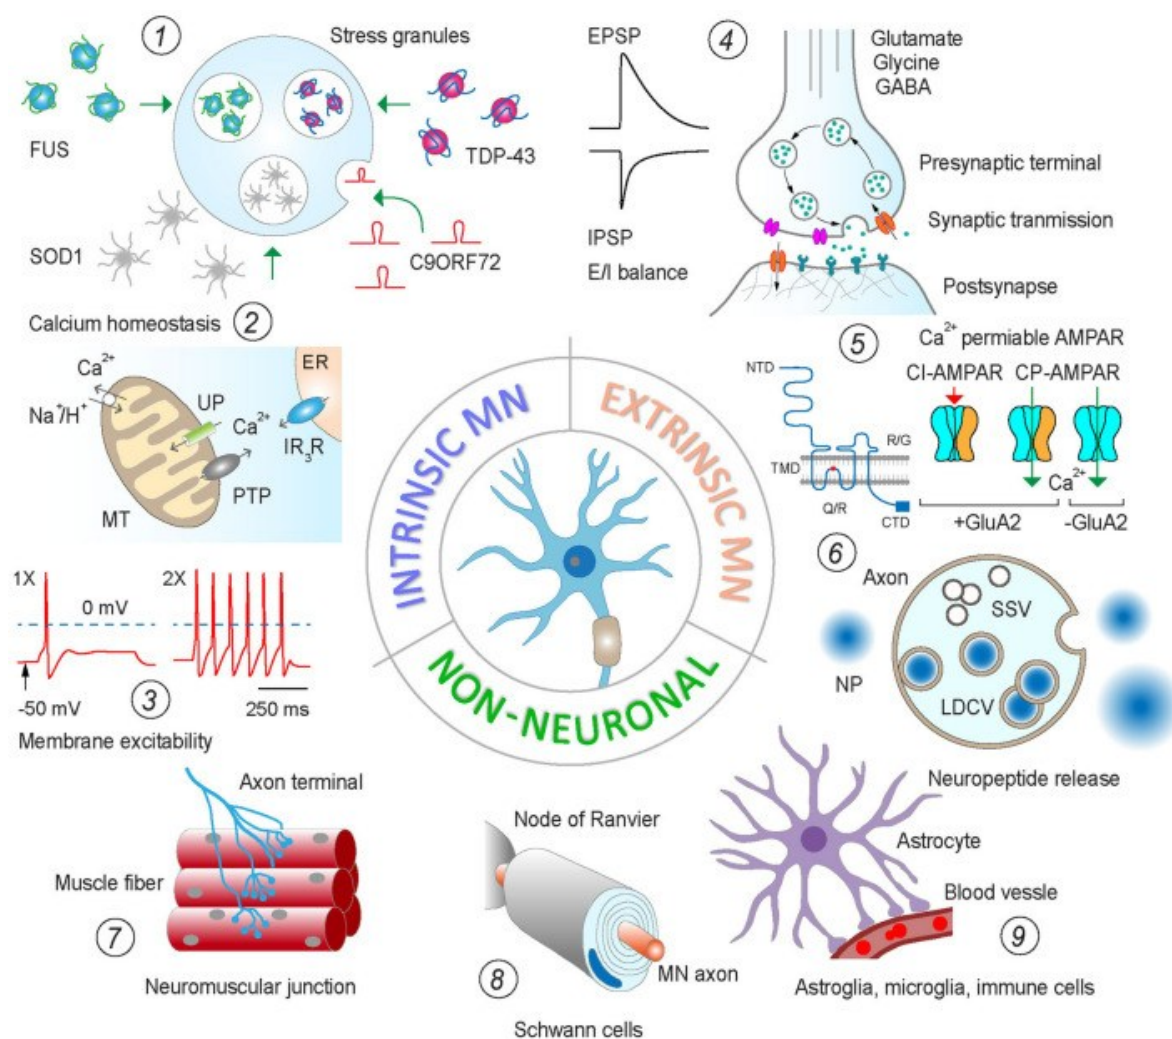 1
Stress granules
FUS
TDP-43
SOD1
C9ORF72
Calcium homeostasis
2
Ca2+
Na+/H+
UP
Ca2+
ER
IR3R
PTP
MT
1X
2X
0 mV
-50 mV
3
250 ms
Membrane excitability
EPSP
4
Glutamate
Glycine
GABA
Presynaptic terminal
Synaptic tranmission
IPSP
E/I balance
Postsynapse
5
Ca2+ permiable AMPAR
NTD
CI-AMPAR
CP-AMPAR
R/G
TMD
Q/R
CTD
Ca2+
+GluA2
-GluA2
6
Axon
SSV
NP
LDCV
Neuropeptide release
INTRINSIC MN
EXTRINSIC MN
NON-NEURONAL
Axon terminal
Muscle fiber
7
Neuromuscular junction
Node of Ranvier
8
MN axon
Schwann cells
Astrocyte
Blood vessle
9
Astroglia, microglia, immune cells